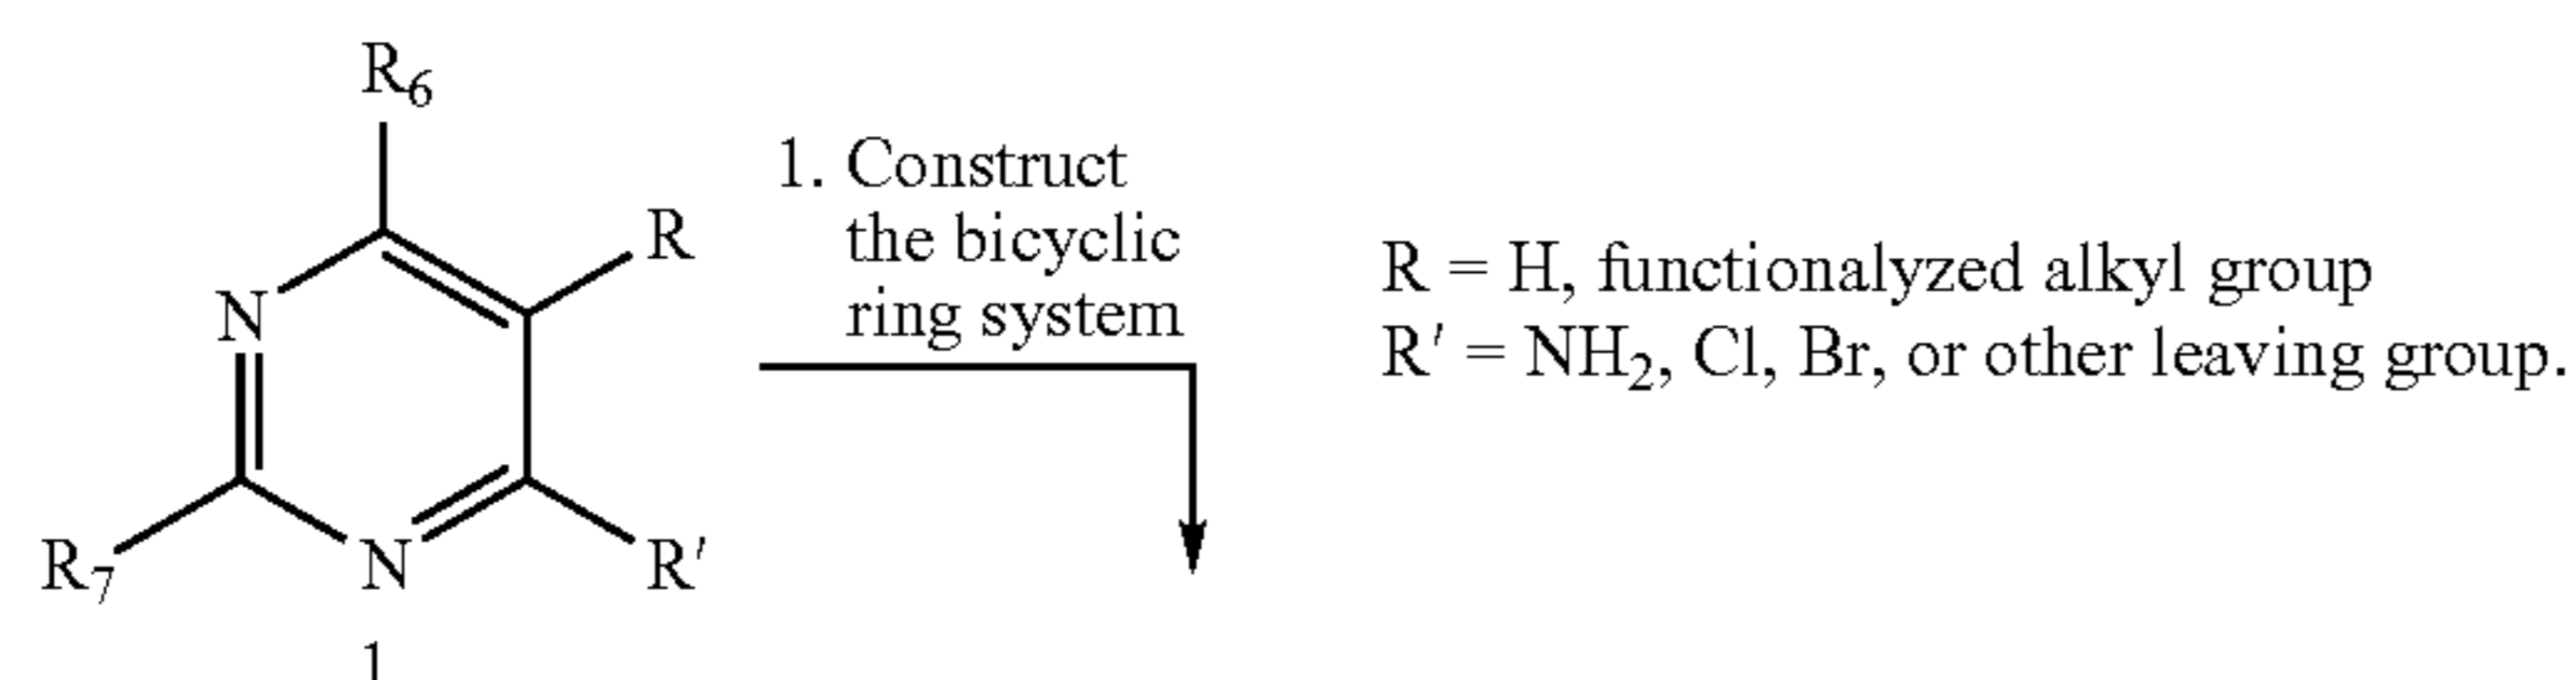 R6
1. Construct
the bicyclic
ring system
R
R = H, functionalyzed alkyl group
R' = NH2, Cl, Br, or other leaving group.
N
R7
N
R'
1